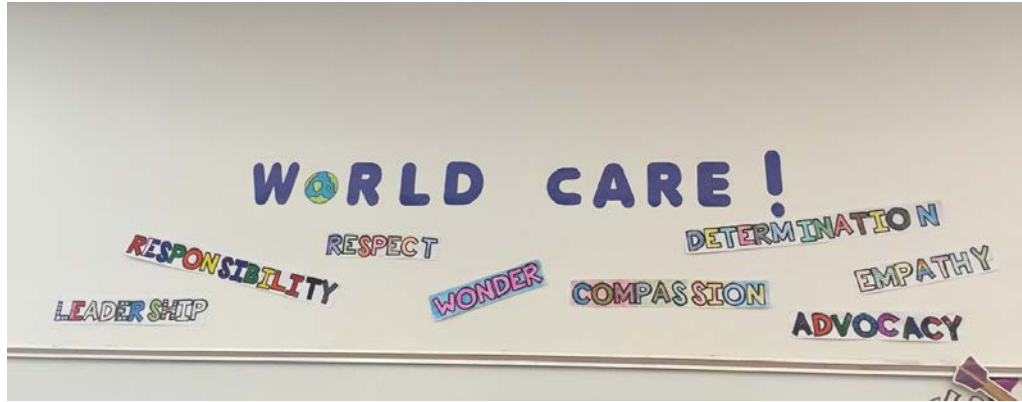 WORLD CARE!
DETERMINATION
RESPECT
RESPONSIBILITY
WONDER
COMPASSION
EMPATHY
LEADERSHIP
ADVOCACY